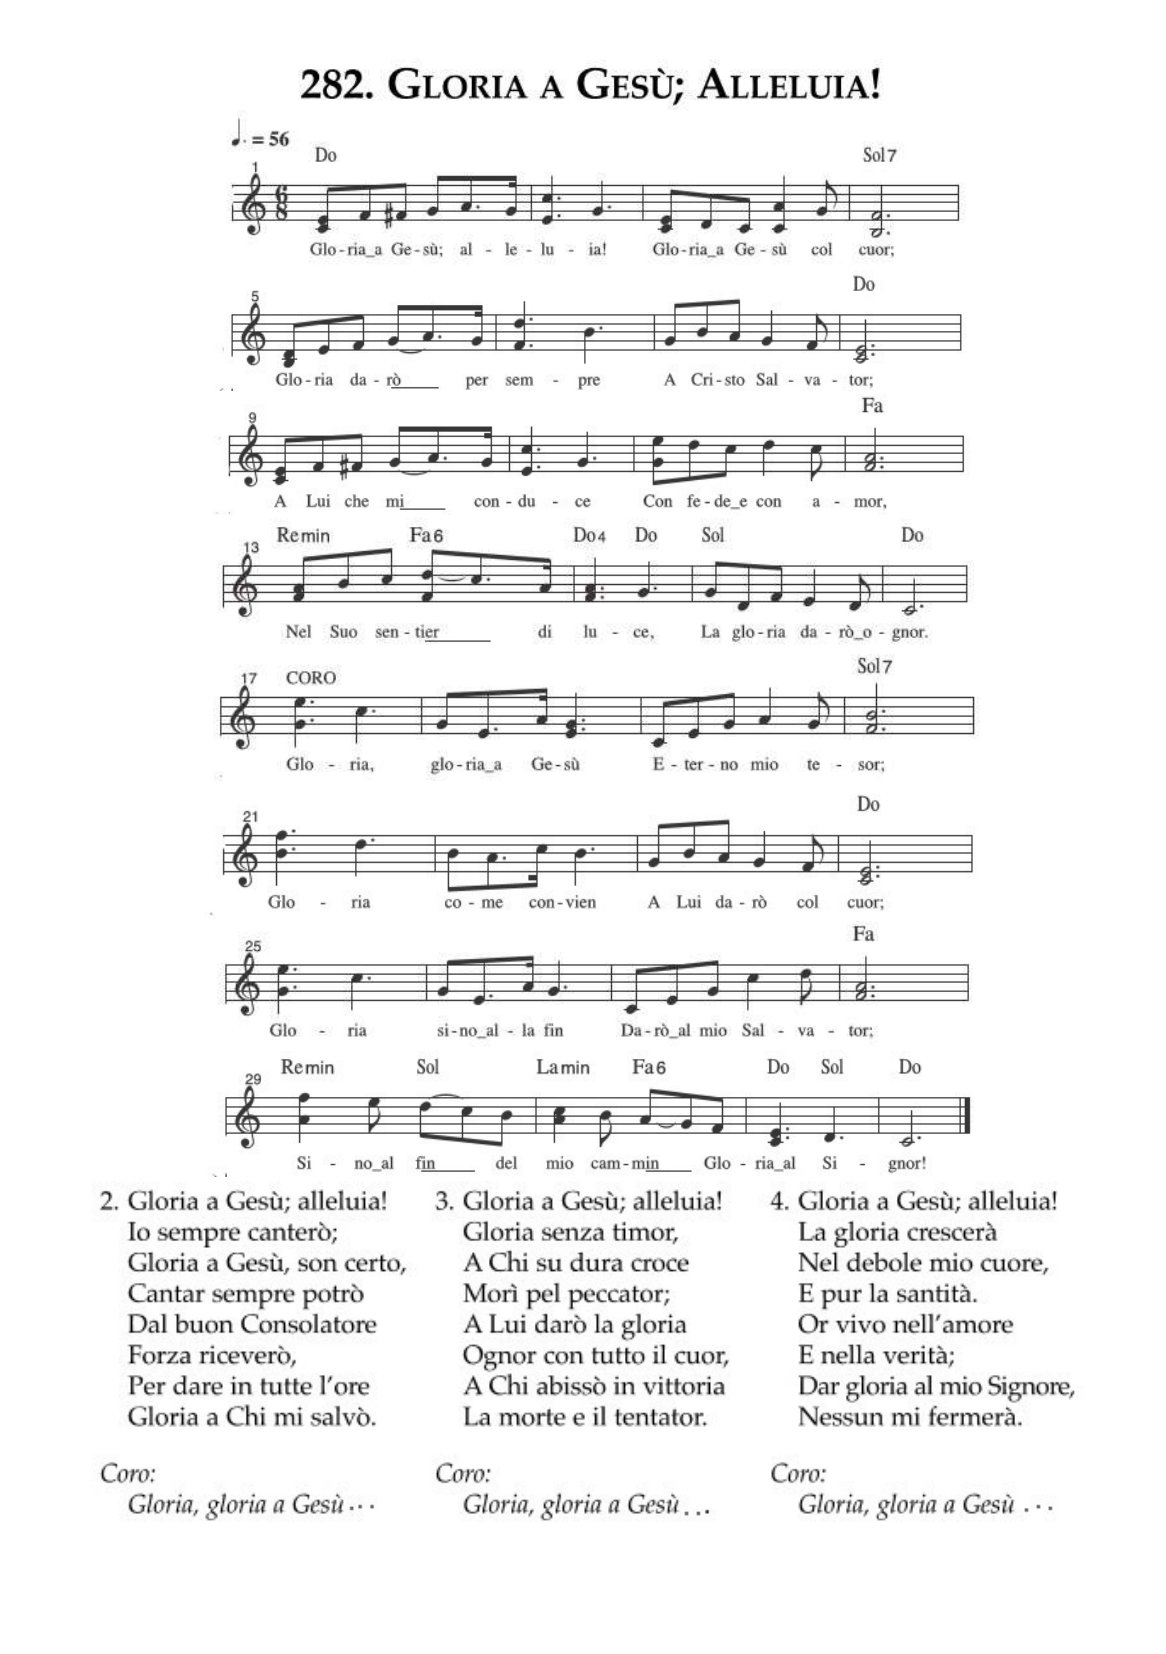 282. Gloria a Gesù; Alleluia!
♩. = 56
Do Sol7
1
6
8
Glo-ria_a Ge-sù; al - le - lu - ia! Glo-ria_a Ge - sù col cuor;
Do
5
Glo-ria da-rò____ per sem - pre A Cri-sto Sal - va - tor;
Fa
9
A Lui che mi____ con - du - ce Con fe-de_e con a - mor,
Remin Fa6 Do4 Do Sol Do
13
Nel Suo sen-tier____ di lu - ce, La glo-ria da-rò_o-gnor.
Sol7
17 CORO
Glo - ria, glo-ria_a Ge-sù E-ter-no mio te - sor;
Do
21
Glo - ria co-me con-vien A Lui da-rò col cuor;
Fa
25
Glo - ria si-no_al-la fin Da-rò_al mio Sal - va - tor;
Remin Sol Lamin Fa6 Do Sol Do
29
Si - no_al fin____ del mio cam-min____ Glo - ria_al Si - gnor!
2. Gloria a Gesù; alleluia!
Io sempre canterò;
Gloria a Gesù, son certo,
Cantar sempre potrò
Dal buon Consolatore
Forza riceverò,
Per dare in tutte l'ore
Gloria a Chi mi salvò.
Coro:
Gloria, gloria a Gesù ...
3. Gloria a Gesù; alleluia!
Gloria senza timor,
A Chi su dura croce
Morì pel peccator;
A Lui darò la gloria
Ognor con tutto il cuor,
A Chi abissò in vittoria
La morte e il tentator.
Coro:
Gloria, gloria a Gesù ...
4. Gloria a Gesù; alleluia!
La gloria crescerà
Nel debole mio cuore,
E pur la santità.
Or vivo nell'amore
E nella verità;
Dar gloria al mio Signore,
Nessun mi fermerà.
Coro:
Gloria, gloria a Gesù ...